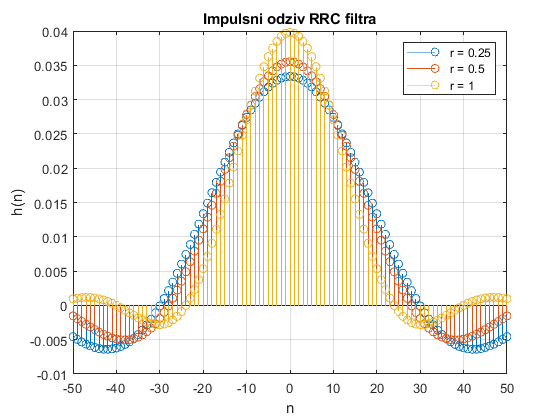 Impulsni odziv RRC filtra
r = 0.25
r = 0.5
r = 1
h(n)
0.04
0.035
0.03
0.025
0.02
0.015
0.01
0.005
0
-0.005
-0.01
-50 -40 -30 -20 -10 0 10 20 30 40 50
n